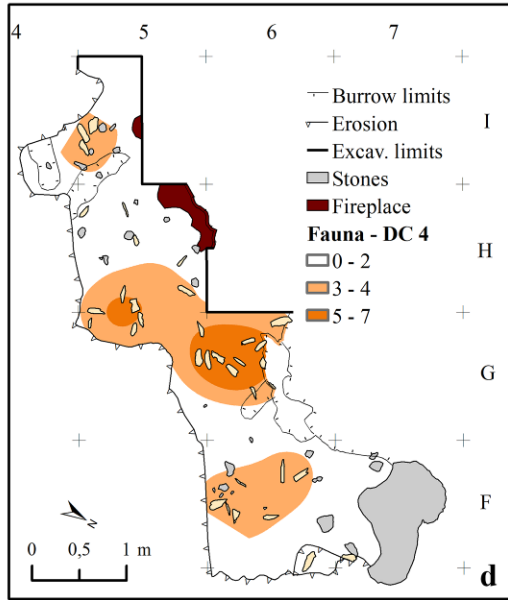 4 5 6 7
Burrow limits
I
Erosion
Excav. limits
Stones
Fireplace
Fauna - DC 4
H
0 - 2
3 - 4
5 - 7
G
F
N
0 0,5 1 m
d